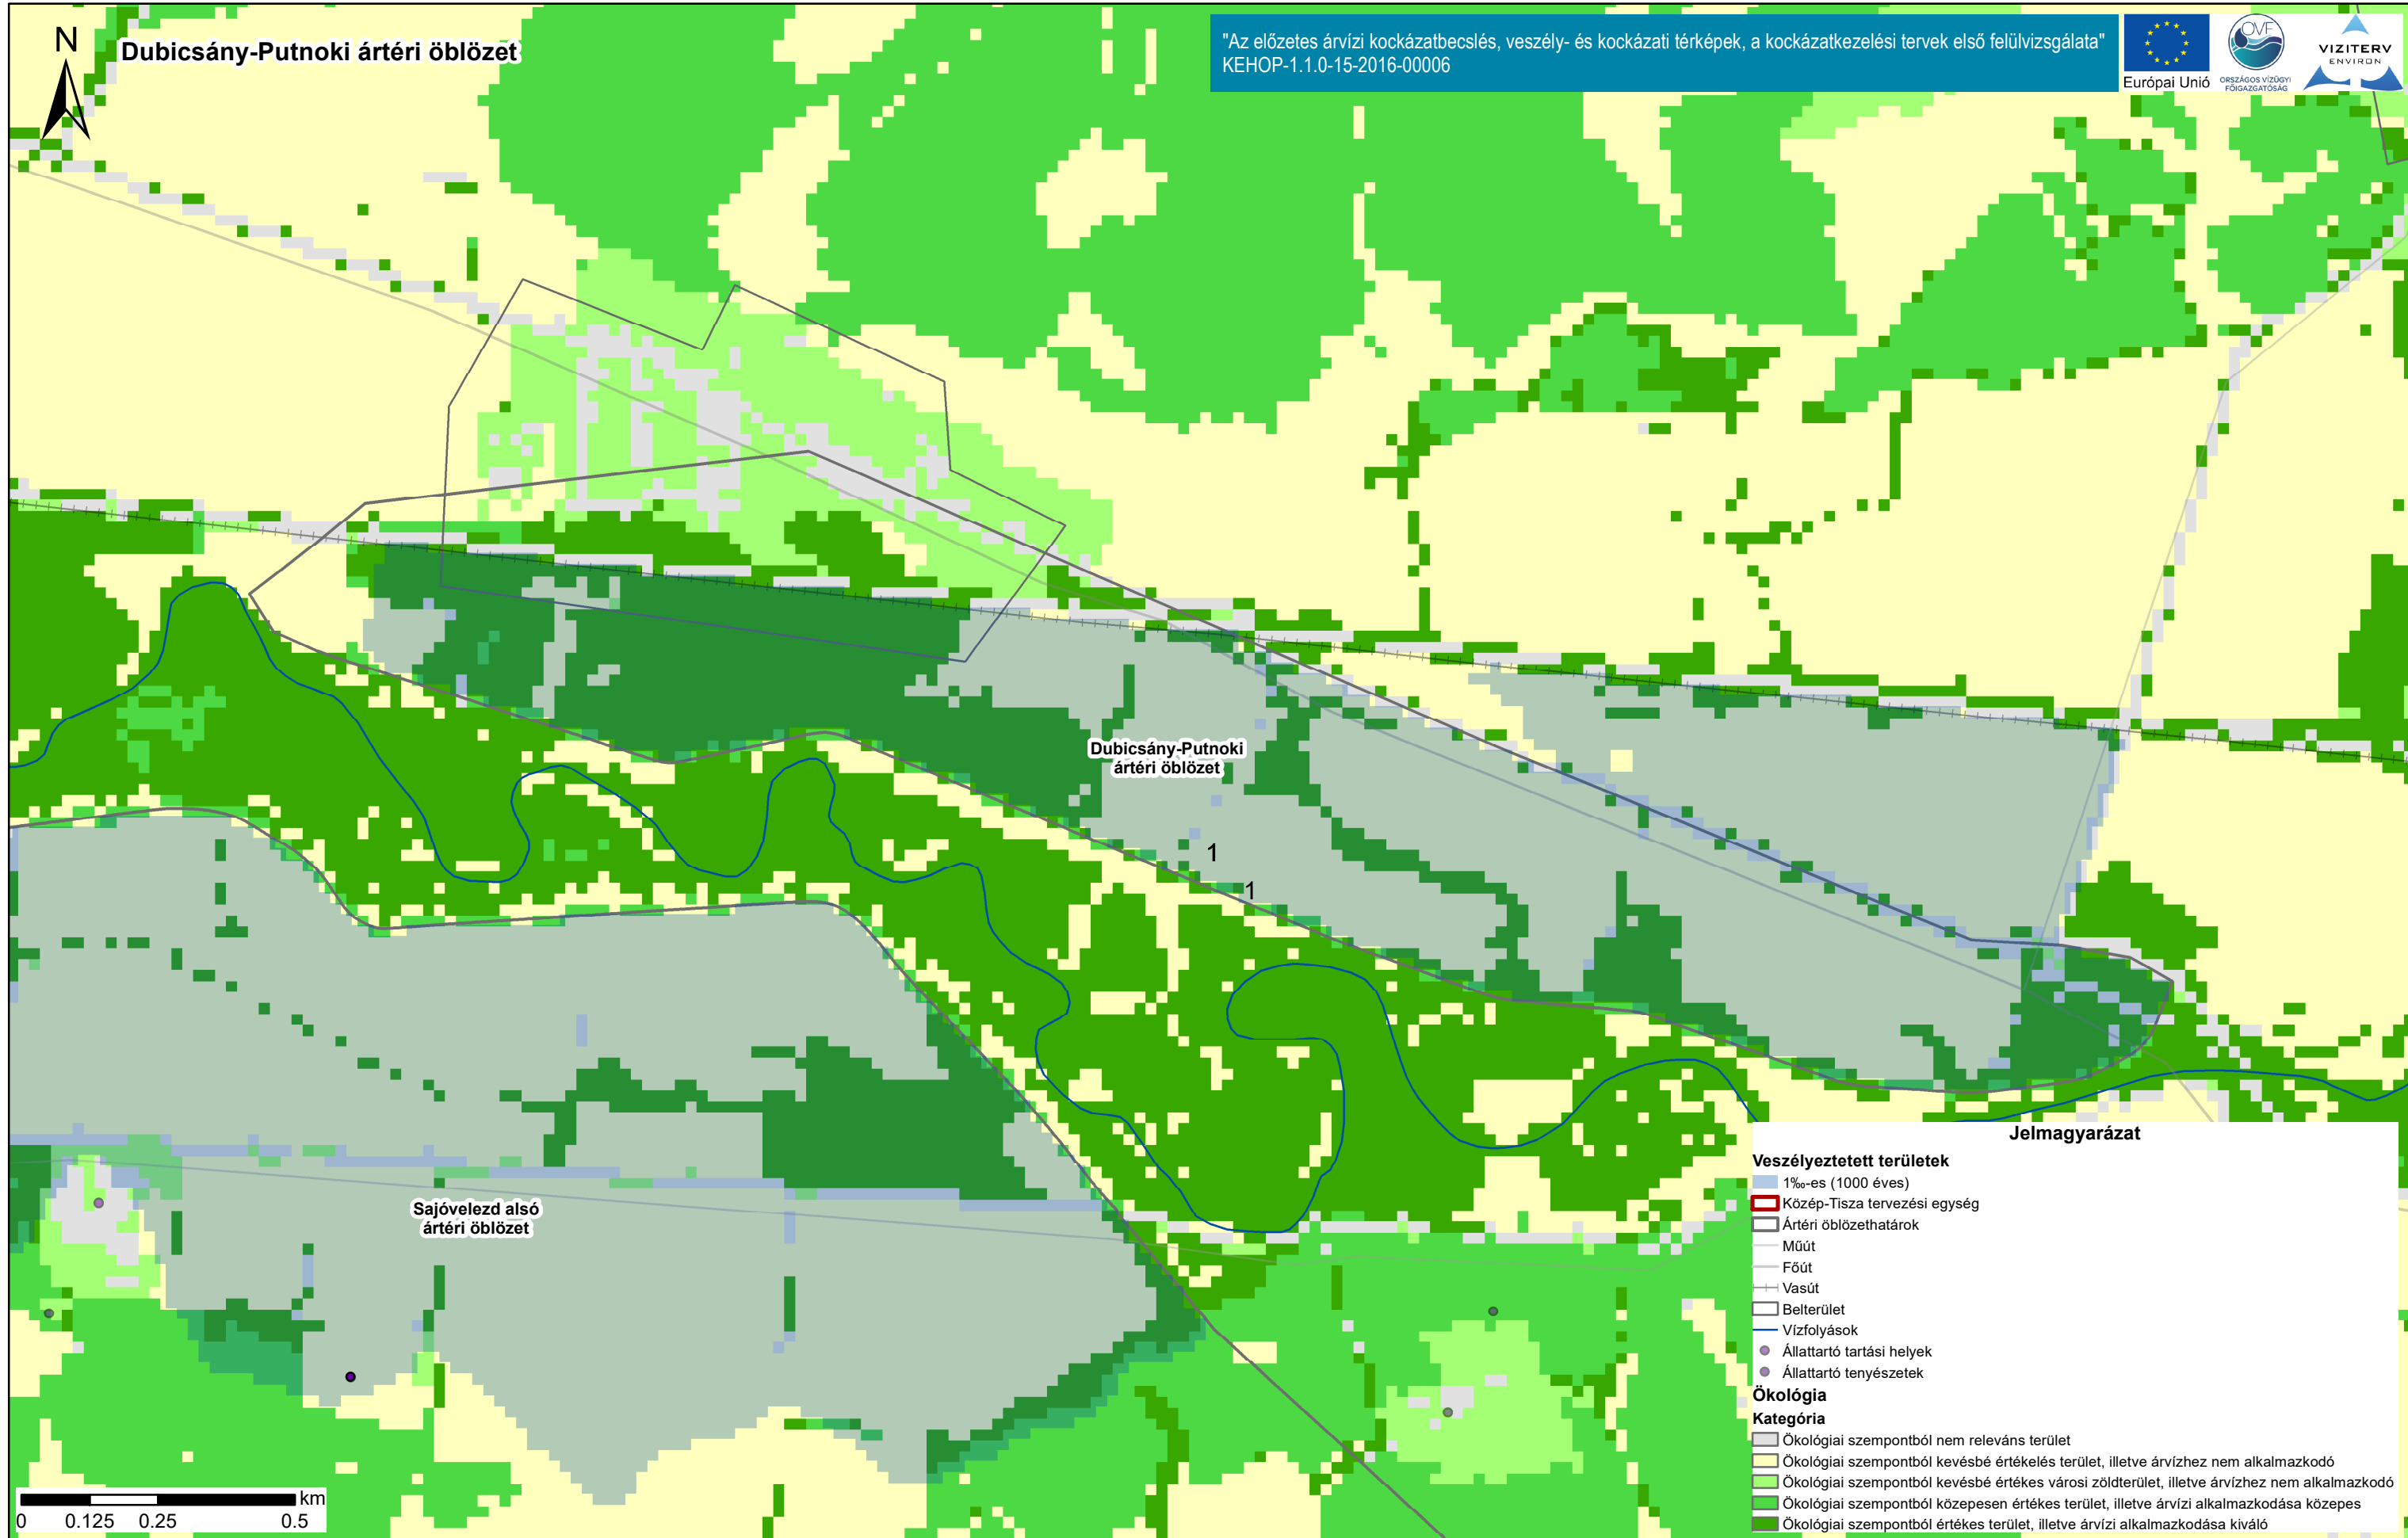 N
Dubicsány-Putnoki ártéri öblözet
"Az előzetes árvízi kockázatbecslés, veszély- és kockázati térképek, a kockázatkezelési tervek első felülvizsgálata"
KEHOP-1.1.0-15-2016-00006
Európai Unió
OVF
ORSZÁGOS VÍZÜGYI
FŐIGAZGATÓSÁG
VIZITERV
ENVIRON
Dubicsány-Putnoki
ártéri öblözet
1
1
Sajóvelezd alsó
ártéri öblözet
km
0 0.125 0.25 0.5
Jelmagyarázat
Veszélyeztetett területek
1‰-es (1000 éves)
Közép-Tisza tervezési egység
Ártéri öblözethatárok
Műút
Főút
Vasút
Belterület
Vízfolyások
Állattartó tartási helyek
Állattartó tenyészetek
Ökológia
Kategória
Ökológiai szempontból nem releváns terület
Ökológiai szempontból kevésbé értékelés terület, illetve árvízhez nem alkalmazkodó
Ökológiai szempontból kevésbé értékes városi zöldterület, illetve árvízhez nem alkalmazkodó
Ökológiai szempontból közepesen értékes terület, illetve árvízi alkalmazkodása közepes
Ökológiai szempontból értékes terület, illetve árvízi alkalmazkodása kiváló